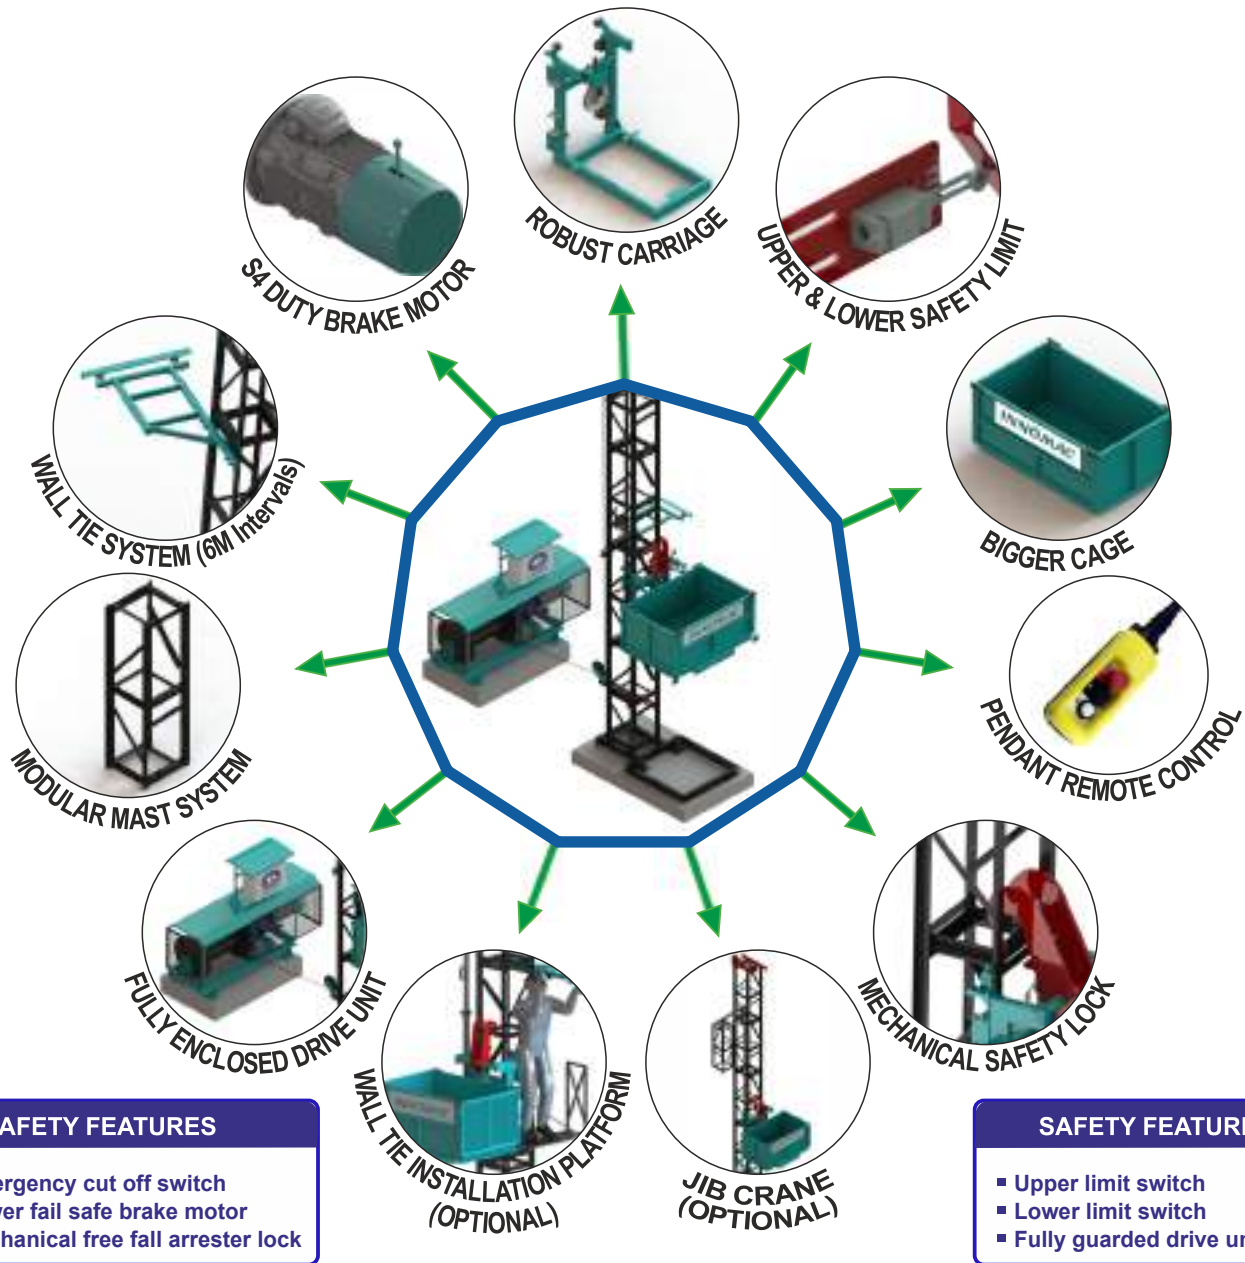 ROBUST CARRIAGE
S4 DUTY BRAKE MOTOR
UPPER & LOWER SAFETY LIMIT
WALL TIE SYSTEM (6M Intervals)
BIGGER CAGE
MODULAR MAST SYSTEM
PENDANT REMOTE CONTROL
FULLY ENCLOSED DRIVE UNIT
MECHANICAL SAFETY LOCK
WALL TIE INSTALLATION PLATFORM
(OPTIONAL)
JIB CRANE
(OPTIONAL)
AFETY FEATURES
ergency cut off switch
wer fail safe brake motor
chanical free fall arrester lock
SAFETY FEATUR
▪ Upper limit switch
▪ Lower limit switch
▪ Fully guarded drive un